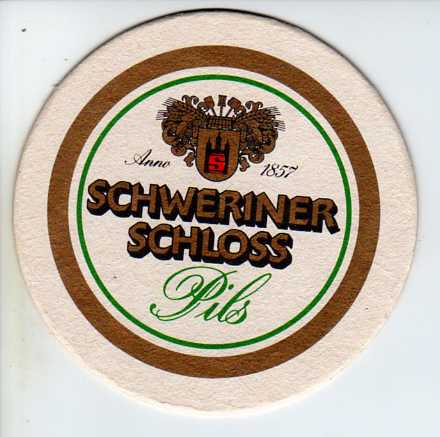 S
Anno 1857
SCHWERINER
SCHLOSS
Pils